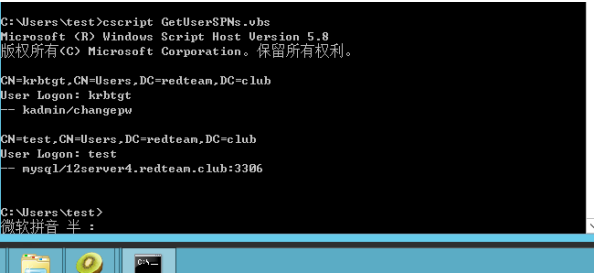 C:\Users\test>cscript GetUserSPNs.vbs
Microsoft (R) Windows Script Host Version 5.8
版权所有(C) Microsoft Corporation。保留所有权利。
CN=krbtgt,CN=Users,DC=redteam,DC=club
User Logon: krbtgt
-- kadmin/changepw
CN=test,CN=Users,DC=redteam,DC=club
User Logon: test
-- mysql/12server4.redteam.club:3306
C:\Users\test>
微软拼音 半 :
C:\_